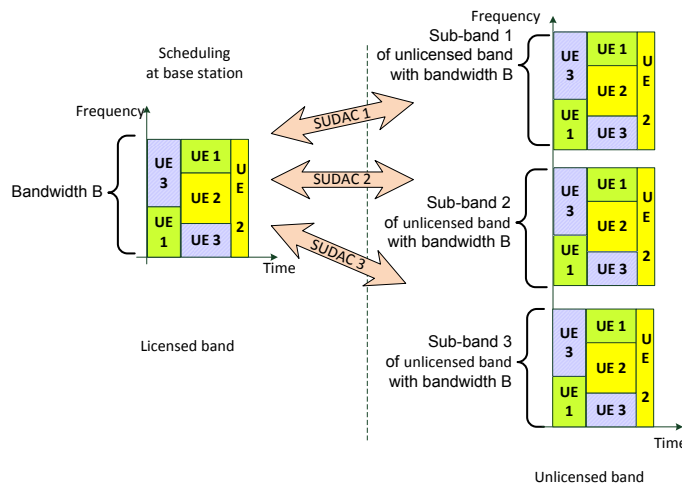 Scheduling
at base station
Frequency
Bandwidth B
UE
3
UE
1
UE 1
UE 2
UE 3
U
E
2
Time
Licensed band
SUDAC 1
SUDAC 2
SUDAC 3
Frequency
Sub-band 1
of unlicensed band
with bandwidth B
UE
3
UE
1
UE 1
UE 2
UE 3
U
E
2
Sub-band 2
of unlicensed band
with bandwidth B
UE
3
UE
1
UE 1
UE 2
UE 3
U
E
2
Sub-band 3
of unlicensed band
with bandwidth B
UE
3
UE
1
UE 1
UE 2
UE 3
U
E
2
Time
Unlicensed band